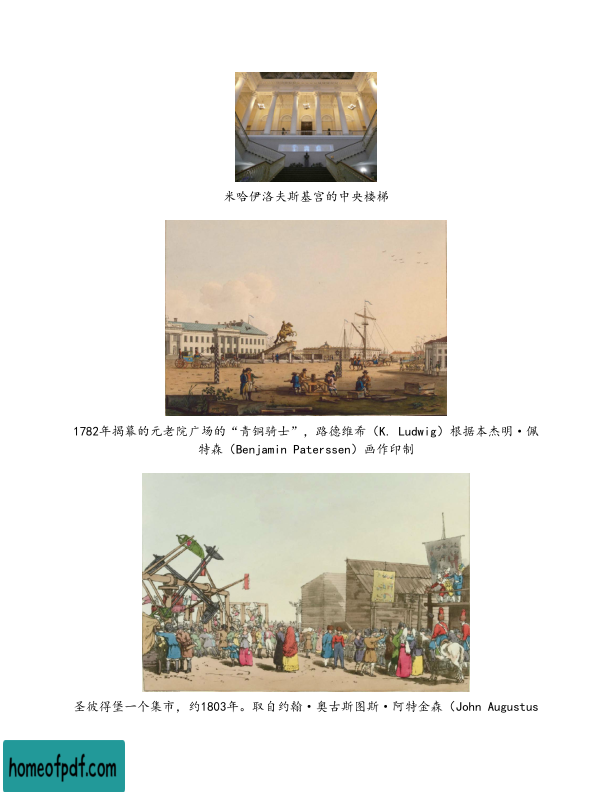 米哈伊洛夫斯基宫的中央楼梯
1782年揭幕的元老院广场的“青铜骑士”，路德维希（K. Ludwig）根据本杰明·佩
特森（Benjamin Paterssen）画作印制
圣彼得堡一个集市，约1803年。取自约翰·奥古斯图斯·阿特金森（John Augustus
homeofpdf.com